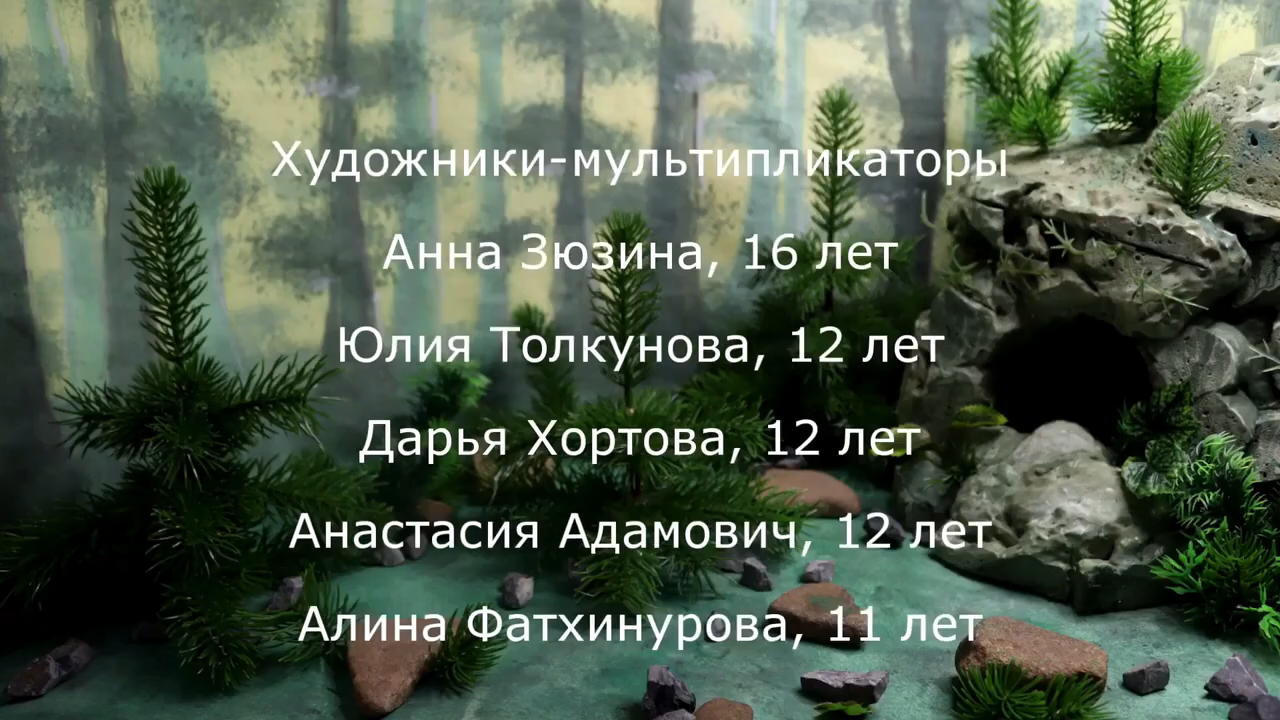 Художники-мультипликаторы
Анна Зюзина, 16 лет
Юлия Толкунова, 12 лет
Дарья Хортова, 12 лет
Анастасия Адамович, 12 лет
Алина Фатхинурова, 11 лет